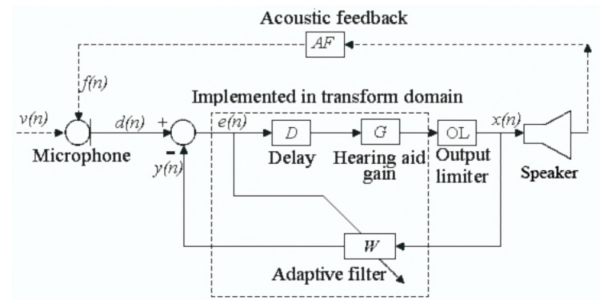 Acoustic feedback
AF
f(n)
Implemented in transform domain
v(n)
d(n)
+
e(n)
D
G
OL
x(n)
Microphone
-
y(n)
Delay
Hearing aid
gain
Output
limiter
Speaker
W
Adaptive filter